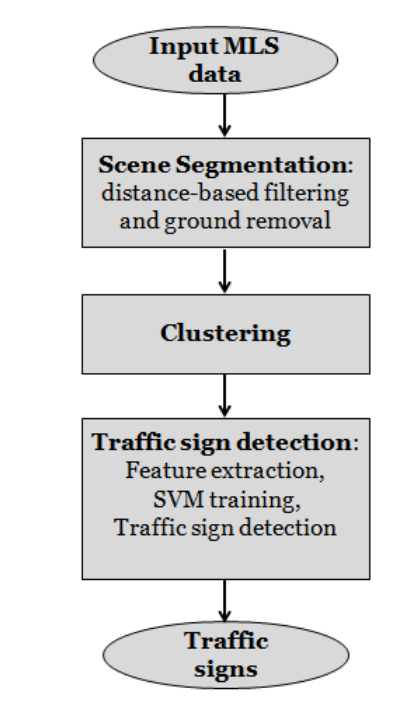 Input MLS
data
Scene Segmentation:
distance-based filtering
and ground removal
Clustering
Traffic sign detection:
Feature extraction,
SVM training,
Traffic sign detection
Traffic
signs